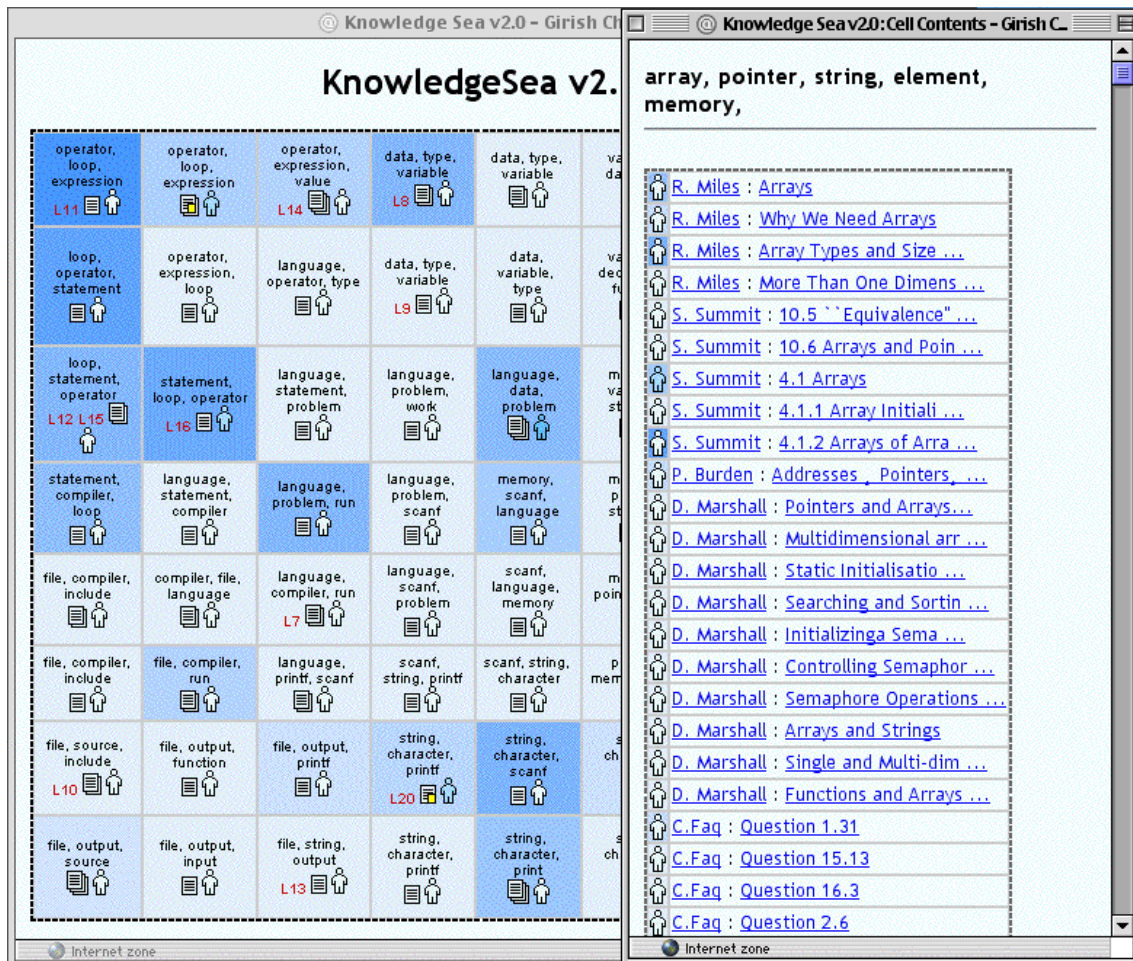 Knowledge Sea v2.0 - Girish Ch
KnowledgeSea v2.
operator,
loop,
expression
L11
operator,
loop,
expression
operator,
expression,
value
L14
data, type,
variable
L8
data, type,
variable
va
da
loop,
operator,
statement
operator,
expression,
loop
language,
operator, type
data, type,
variable
L9
data,
variable,
type
va
dec
fu
loop,
statement,
operator
L12 L15
statement,
loop, operator
L16
language,
statement,
problem
language,
problem,
work
language,
data,
problem
m
va
st
statement,
compiler,
loop
language,
statement,
compiler
language,
problem, run
language,
problem,
scanf
memory,
scanf,
language
m
p
st
file, compiler,
include
compiler, file,
language
language,
compiler, run
L7
language,
scanf,
problem
scanf,
language,
memory
m
poin
file, compiler,
include
file, compiler,
run
language,
printf, scanf
scanf,
string, printf
scanf, string,
character
p
mem
file, source,
include
L10
file, output,
function
file, output,
printf
string,
character,
printf
L20
string,
character,
scanf
s
ch
file, output,
source
file, output,
input
file, string,
output
L13
string,
character,
printf
string,
character,
print
s
ch
Internet zone
Knowledge Sea v2.0: Cell Contents - Girish C...
array, pointer, string, element,
memory,
R. Miles : Arrays
R. Miles : Why We Need Arrays
R. Miles : Array Types and Size ...
R. Miles : More Than One Dimens ...
S. Summit : 10.5 ``Equivalence'' ...
S. Summit : 10.6 Arrays and Poin ...
S. Summit : 4.1 Arrays
S. Summit : 4.1.1 Array Initiali ...
S. Summit : 4.1.2 Arrays of Arra ...
P. Burden : Addresses , Pointers, ...
D. Marshall : Pointers and Arrays...
D. Marshall : Multidimensional arr ...
D. Marshall : Static Initialisatio ...
D. Marshall : Searching and Sortin ...
D. Marshall : Initializinga Sema ...
D. Marshall : Controlling Semaphor ...
D. Marshall : Semaphore Operations ...
D. Marshall : Arrays and Strings
D. Marshall : Single and Multi-dim ...
D. Marshall : Functions and Arrays ...
C.Faq : Question 1.31
C.Faq : Question 15.13
C.Faq : Question 16.3
C.Faq : Question 2.6
Internet zone